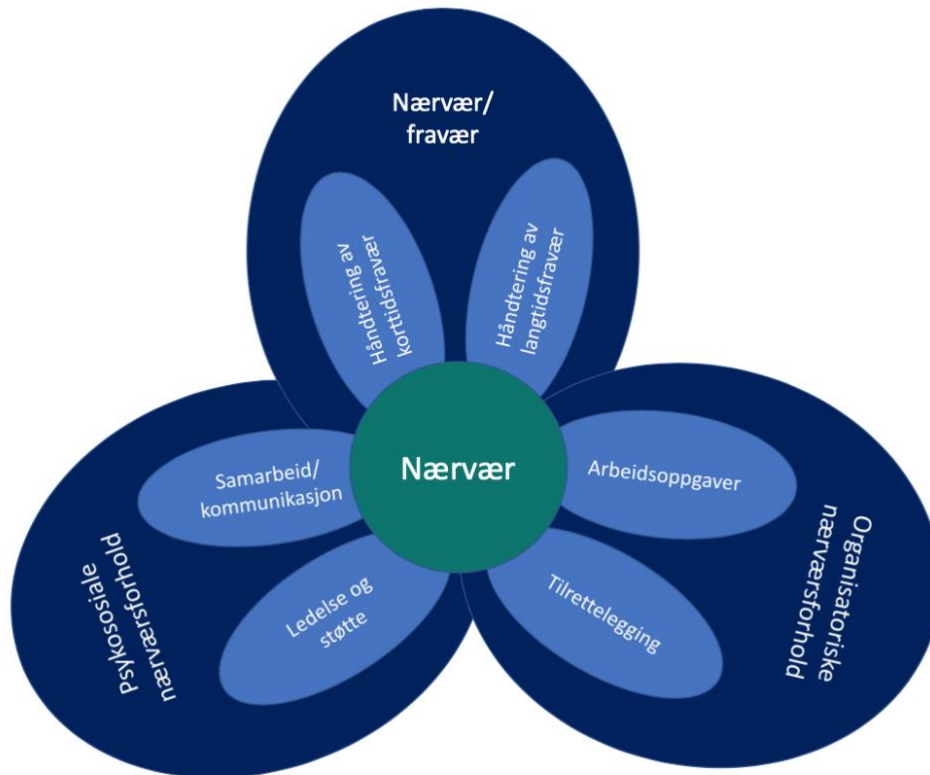 Nærvær/
fravær
Håndtering av
korttidsfravær
Håndtering av
langtidsfravær
Nærvær
Samarbeid/
kommunikasjon
Arbeidsoppgaver
Psykososiale
nærværsforhold
Ledelse og
støtte
Tilrettelegging
Organisatoriske
nærværsforhold